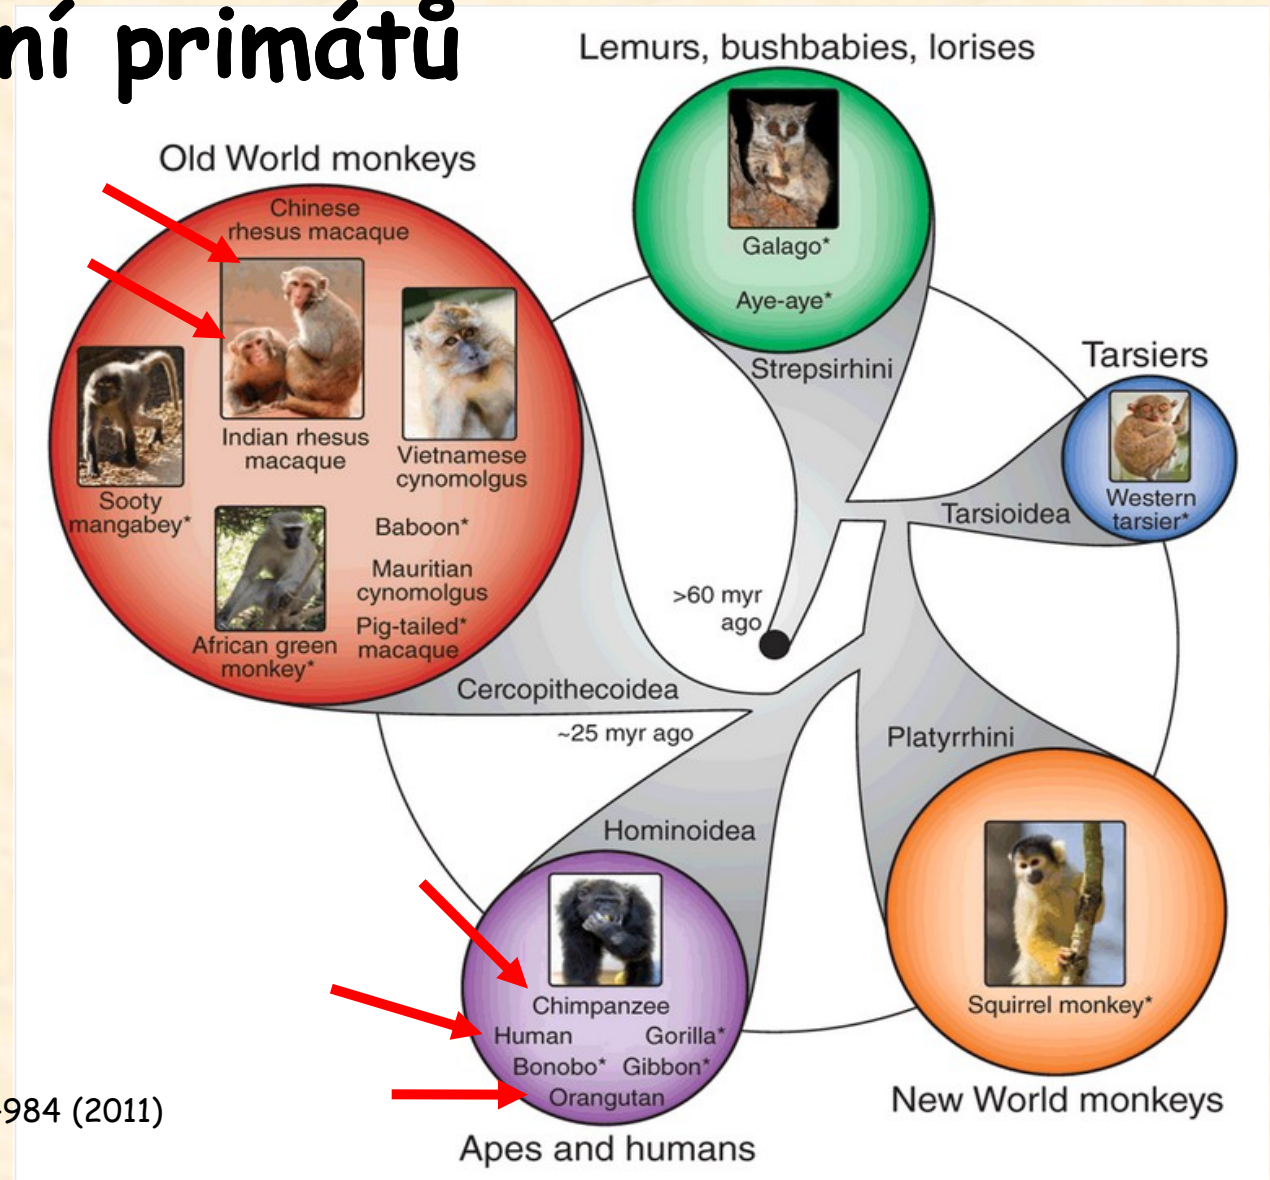 ní primátů
Lemurs, bushbabies, lorises
Galago*
Aye-aye*
Strepsirhini
Old World monkeys
Chinese
rhesus macaque
Indian rhesus
macaque
Vietnamese
cynomolgus
Sooty
mangabey*
Baboon*
Mauritian
cynomolgus
Pig-tailed*
macaque
African green
monkey*
Tarsiers
Western
tarsier*
Tarsioidea
>60 myr
ago
Cercopithecoidea
~25 myr ago
Platyrrhini
Hominoidea
Chimpanzee
Human Gorilla*
Bonobo* Gibbon*
Orangutan
Apes and humans
Squirrel monkey*
New World monkeys
-984 (2011)